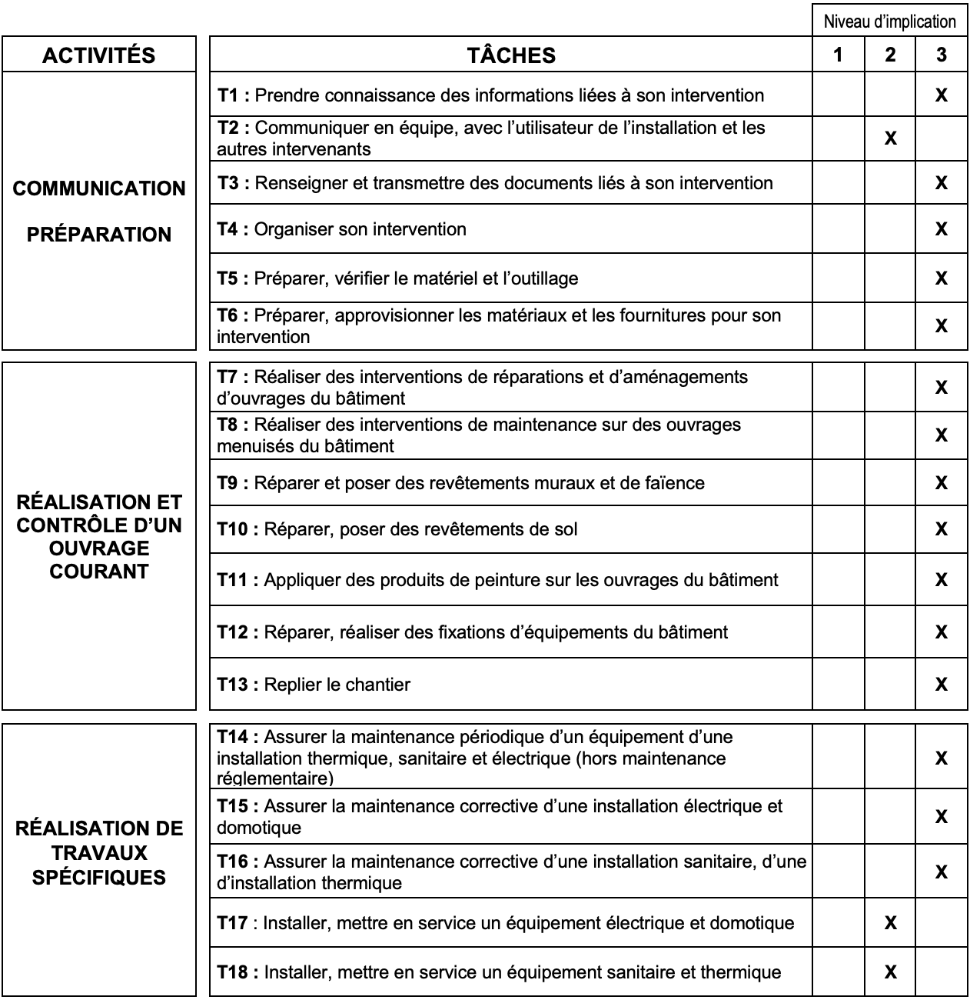 Niveau d’implication
ACTIVITÉS
TÂCHES
1 2 3
COMMUNICATION
PRÉPARATION
T1 : Prendre connaissance des informations liées à son intervention X
T2 : Communiquer en équipe, avec l’utilisateur de l’installation et les
autres intervenants
X
T3 : Renseigner et transmettre des documents liés à son intervention X
T4 : Organiser son intervention X
T5 : Préparer, vérifier le matériel et l’outillage X
T6 : Préparer, approvisionner les matériaux et les fournitures pour son
intervention
X
RÉALISATION ET
CONTRÔLE D’UN
OUVRAGE
COURANT
T7 : Réaliser des interventions de réparations et d’aménagements
d’ouvrages du bâtiment
X
T8 : Réaliser des interventions de maintenance sur des ouvrages
menuisés du bâtiment
X
T9 : Réparer et poser des revêtements muraux et de faïence X
T10 : Réparer, poser des revêtements de sol X
T11 : Appliquer des produits de peinture sur les ouvrages du bâtiment X
T12 : Réparer, réaliser des fixations d’équipements du bâtiment X
T13 : Replier le chantier X
RÉALISATION DE
TRAVAUX
SPÉCIFIQUES
T14 : Assurer la maintenance périodique d’un équipement d’une
installation thermique, sanitaire et électrique (hors maintenance
réglementaire)
X
T15 : Assurer la maintenance corrective d’une installation électrique et
domotique
X
T16 : Assurer la maintenance corrective d’une installation sanitaire, d’une
d’installation thermique
X
T17 : Installer, mettre en service un équipement électrique et domotique X
T18 : Installer, mettre en service un équipement sanitaire et thermique X